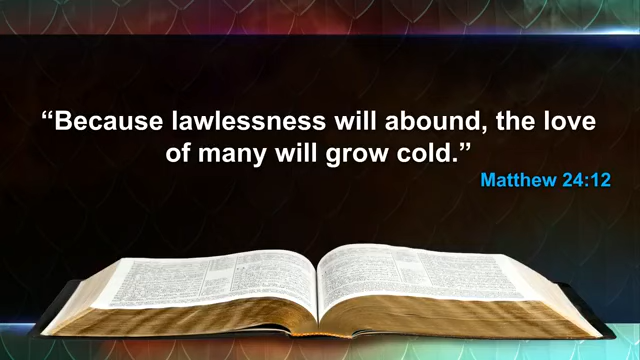 “Because lawlessness will abound, the love
of many will grow cold.”
Matthew 24:12